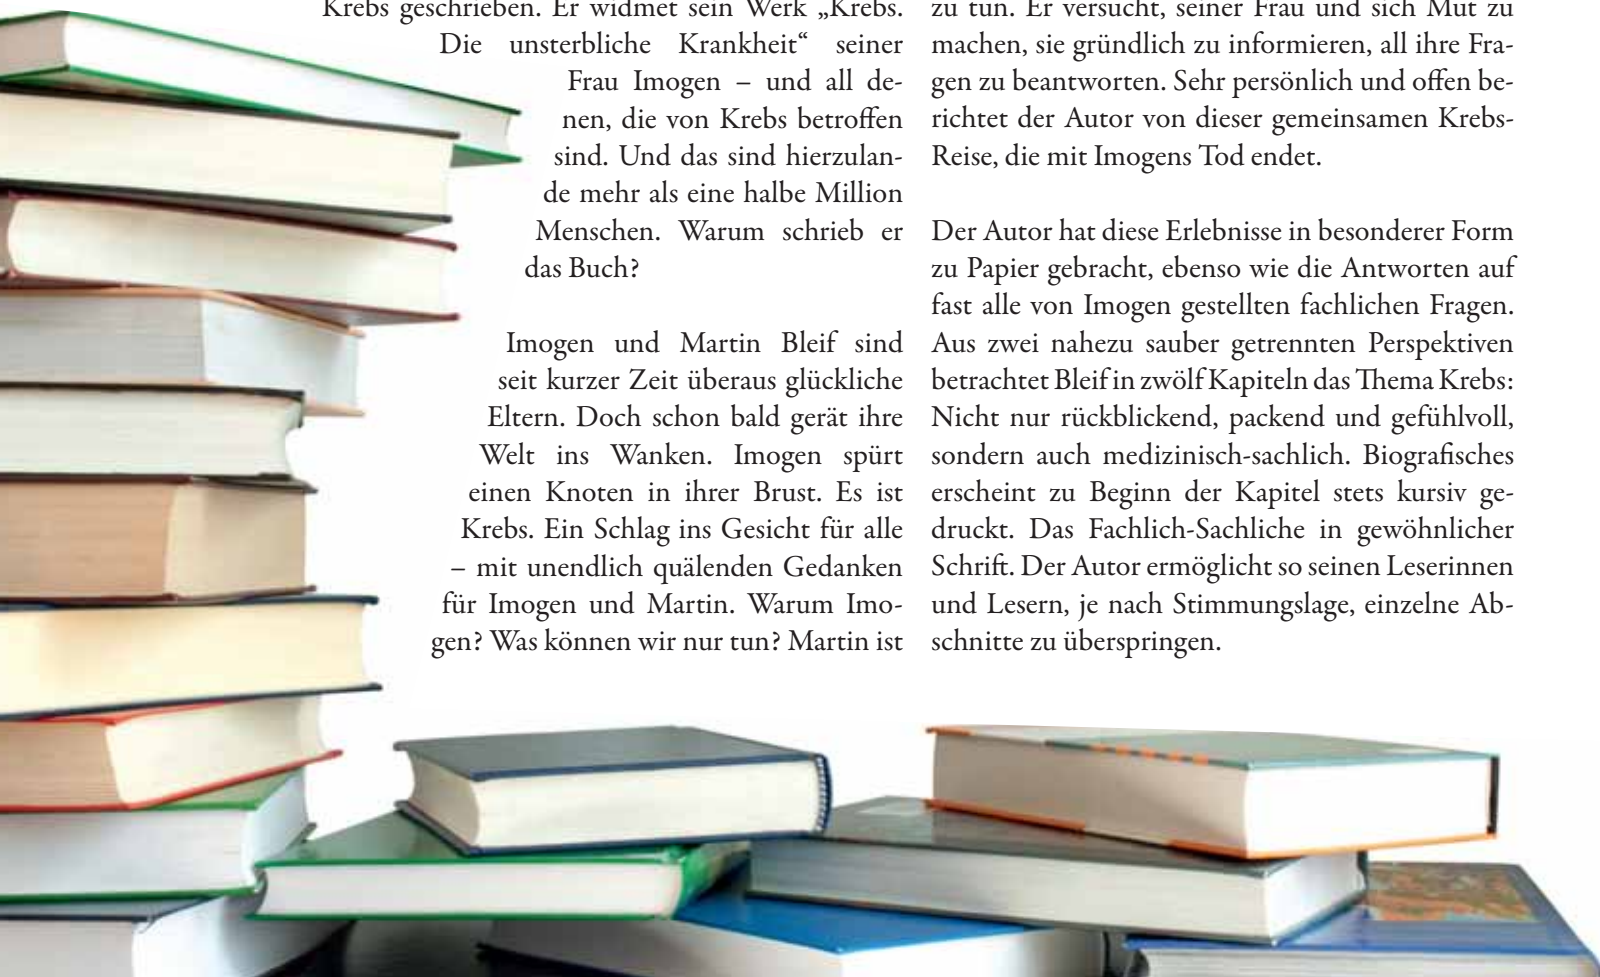 Krebs geschrieben. Er widmet sein Werk „Krebs.
Die unsterbliche Krankheit“ seiner
Frau Imogen – und all de-
nen, die von Krebs betroffen
sind. Und das sind hierzulan-
de mehr als eine halbe Million
Menschen. Warum schrieb er
das Buch?
Imogen und Martin Bleif sind
seit kurzer Zeit überaus glückliche
Eltern. Doch schon bald gerät ihre
Welt ins Wanken. Imogen spürt
einen Knoten in ihrer Brust. Es ist
Krebs. Ein Schlag ins Gesicht für alle
– mit unendlich quälenden Gedanken
für Imogen und Martin. Warum Imo-
gen? Was können wir nur tun? Martin ist
zu tun. Er versucht, seiner Frau und sich Mut zu
machen, sie gründlich zu informieren, all ihre Fra-
gen zu beantworten. Sehr persönlich und offen be-
richtet der Autor von dieser gemeinsamen Krebs-
Reise, die mit Imogens Tod endet.
Der Autor hat diese Erlebnisse in besonderer Form
zu Papier gebracht, ebenso wie die Antworten auf
fast alle von Imogen gestellten fachlichen Fragen.
Aus zwei nahezu sauber getrennten Perspektiven
betrachtet Bleif in zwölf Kapiteln das Thema Krebs:
Nicht nur rückblickend, packend und gefühlvoll,
sondern auch medizinisch-sachlich. Biografisches
erscheint zu Beginn der Kapitel stets kursiv ge-
druckt. Das Fachlich-Sachliche in gewöhnlicher
Schrift. Der Autor ermöglicht so seinen Leserinnen
und Lesern, je nach Stimmungslage, einzelne Ab-
schnitte zu überspringen.